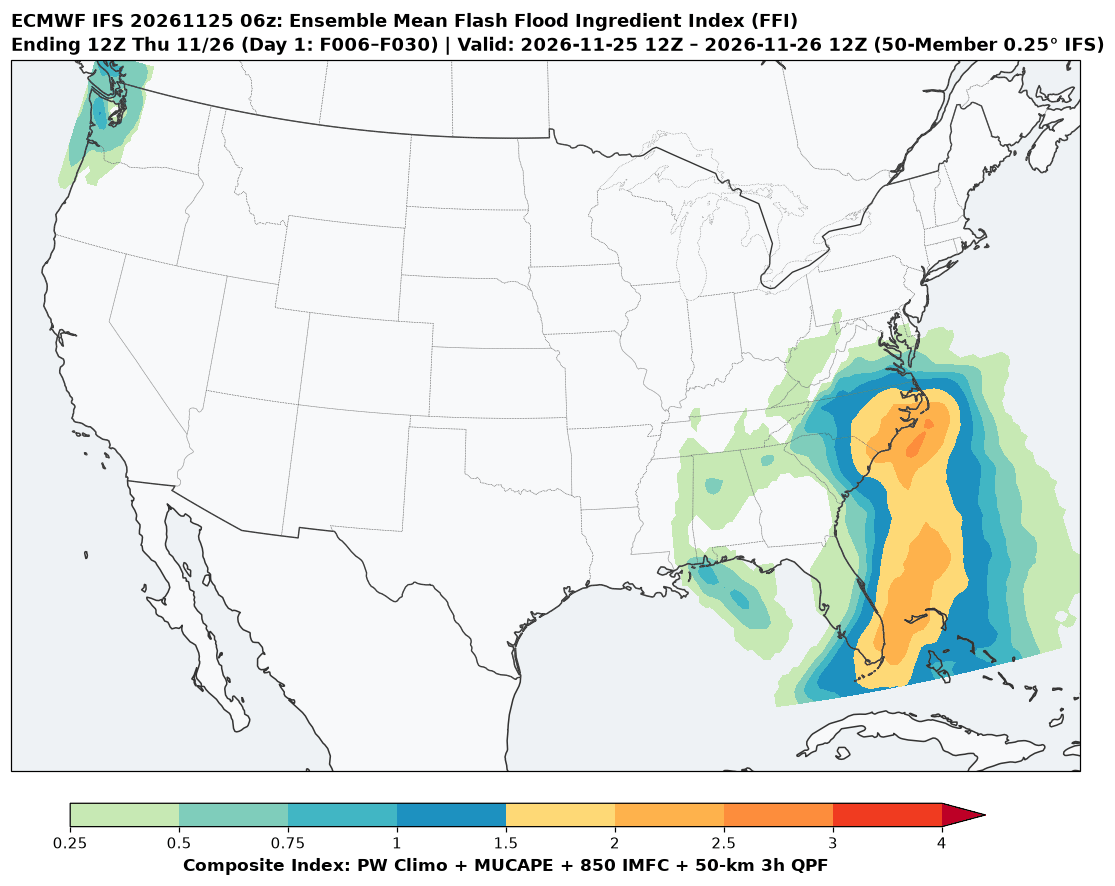 ECMWF IFS 20261125 06z: Ensemble Mean Flash Flood Ingredient Index (FFI)
Ending 12Z Thu 11/26 (Day 1: F006–F030) | Valid: 2026-11-25 12Z – 2026-11-26 12Z (50-Member 0.25° IFS)
0.25 0.5 0.75 1 1.5 2 2.5 3 4
Composite Index: PW Climo + MUCAPE + 850 IMFC + 50-km 3h QPF